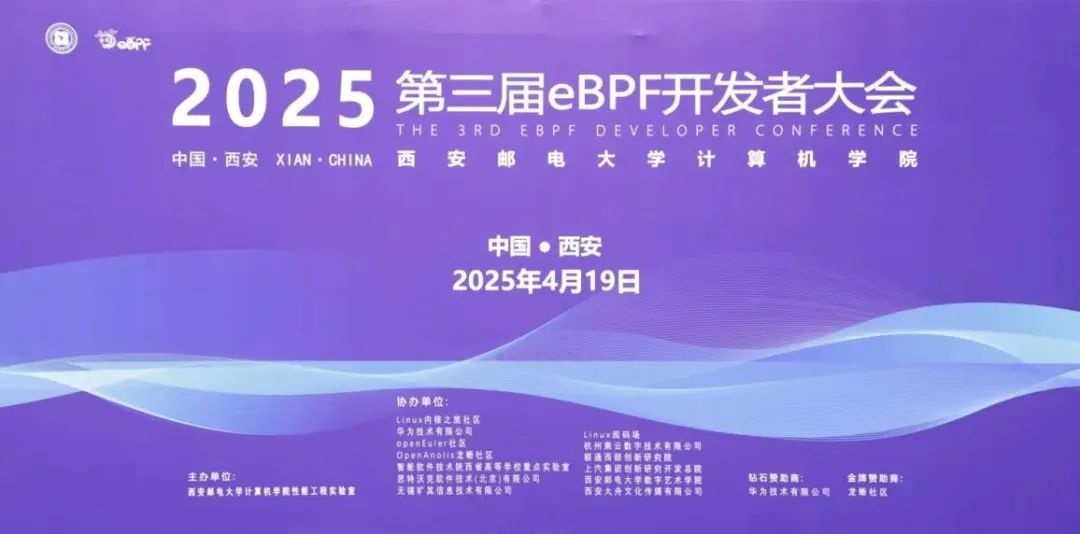 eBPF
2025 第三届eBPF开发者大会
THE 3RD EBPF DEVELOPER CONFERENCE
中国·西安 XIAN·CHINA 西安邮电大学计算机学院
中国 ● 西安
2025年4月19日
主办单位:
西安邮电大学计算机学院性能工程实验室
协办单位:
Linux内核之旅社区
华为技术有限公司
openEuler社区
OpenAnolis龙蜥社区
智能软件技术陕西省高等学校重点实验室
思特沃克软件技术(北京)有限公司
无锡旷其信息技术有限公司
Linux阅码场
杭州乘云数字技术有限公司
联通西部创新研究院
上汽集团创新研究开发总院
西安邮电大学数字艺术学院
西安大舟文化传媒有限公司
钻石赞助商:
华为技术有限公司
金牌赞助商:
龙蜥社区